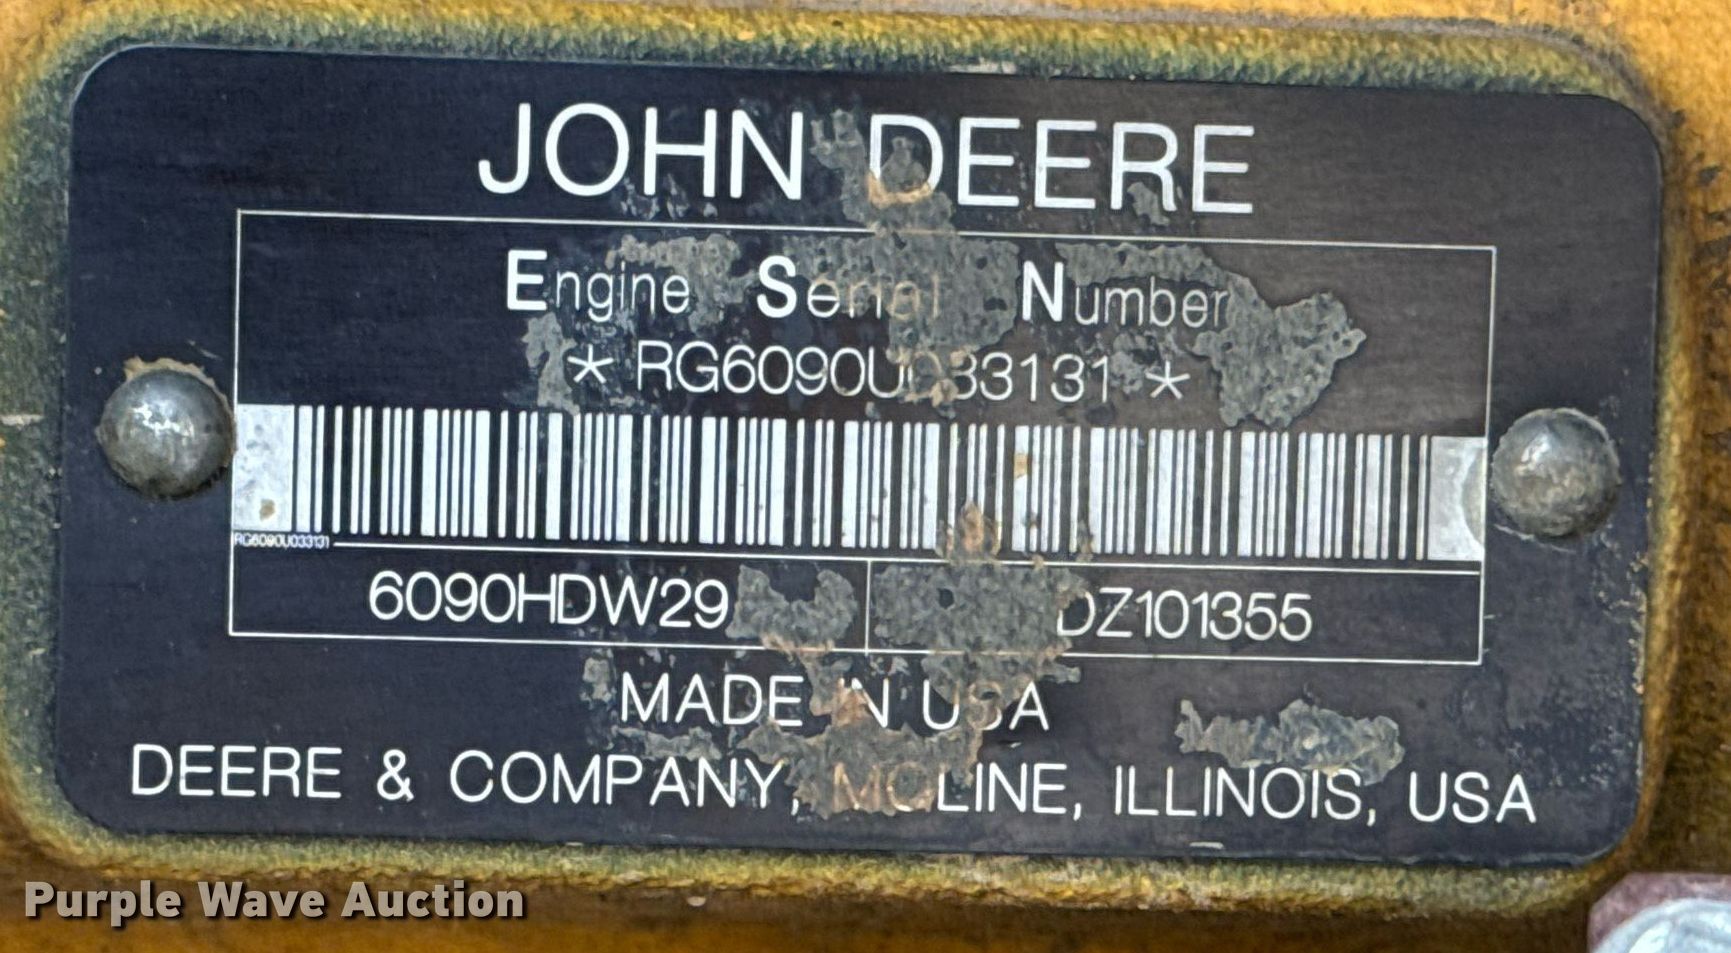 JOHN DEERE
Engine Serial Number
* RG6090U033131 *
RG6090U033131
6090HDW29 DZ101355
MADE IN USA
DEERE & COMPANY, MOLINE, ILLINOIS, USA
Purple Wave Auction